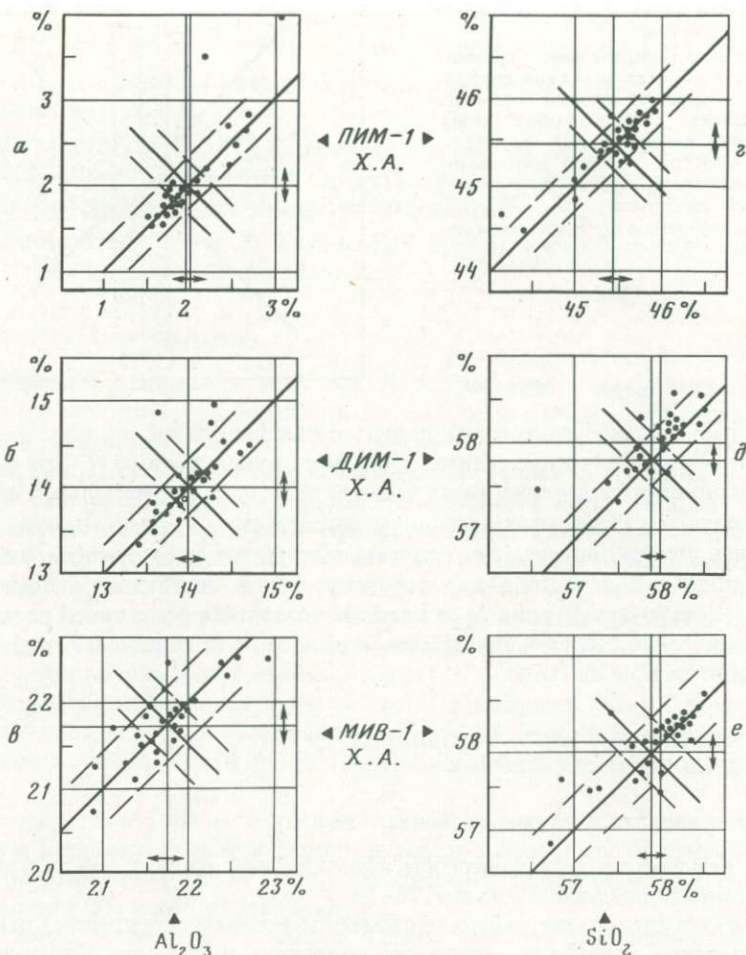 %
3
2
1
1 2 3 %
а
◄ ПИМ-1 ►
Х.А.
%
46
45
44
45 46 %
г
%
15
14
13
13 14 15 %
б
◄ ДИМ-1 ►
Х.А.
%
58
57
57 58 %
д
%
22
21
20
21 22 23 %
в
◄ МИВ-1 ►
Х.А.
%
58
57
57 58 %
е
▲
Al₂O₃
▲
SiO₂